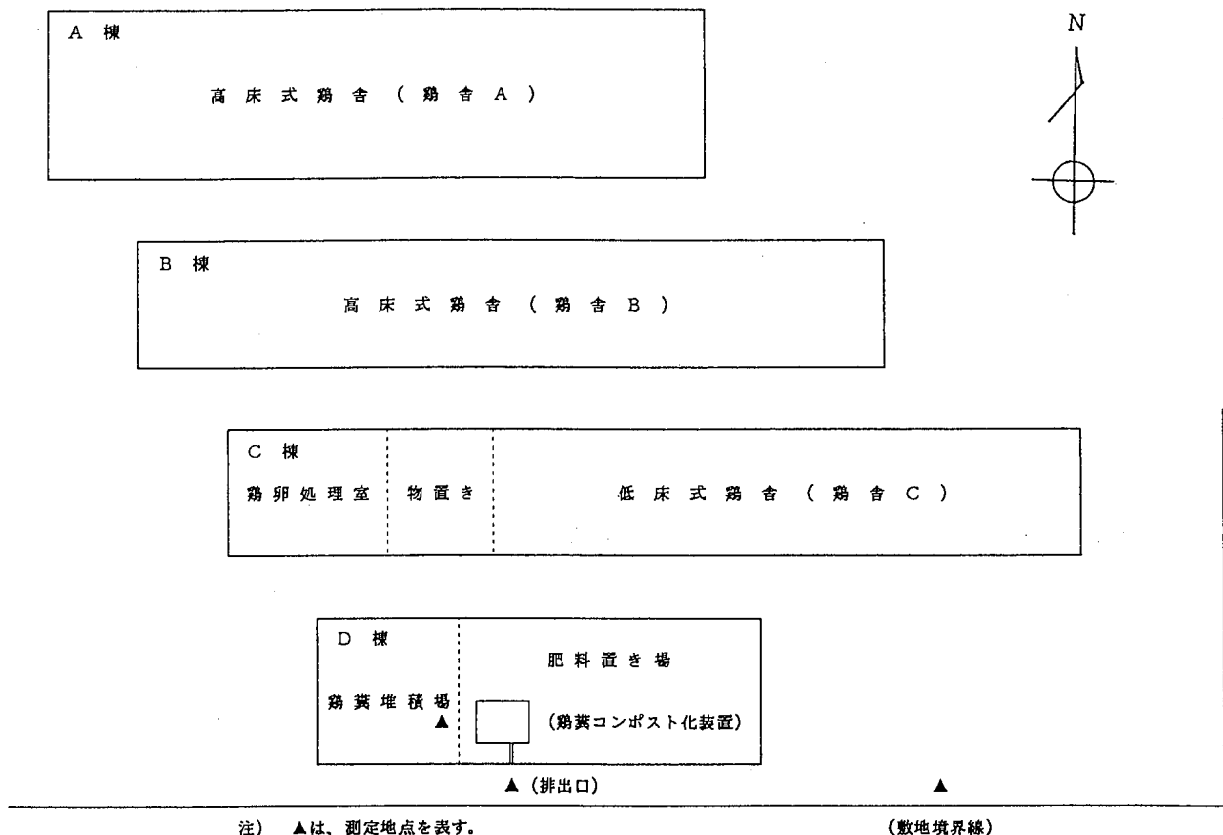 A 棟
高床式鶏舎(鶏舎A)
N
B 棟
高床式鶏舎(鶏舎B)
C 棟
鶏卵処理室
物置き
低床式鶏舎(鶏舎C)
D 棟
肥料置き場
鶏糞堆積場
▲
(鶏糞コンポスト化装置)
▲(排出口)
▲
注) ▲は、測定地点を表す。
(敷地境界線)